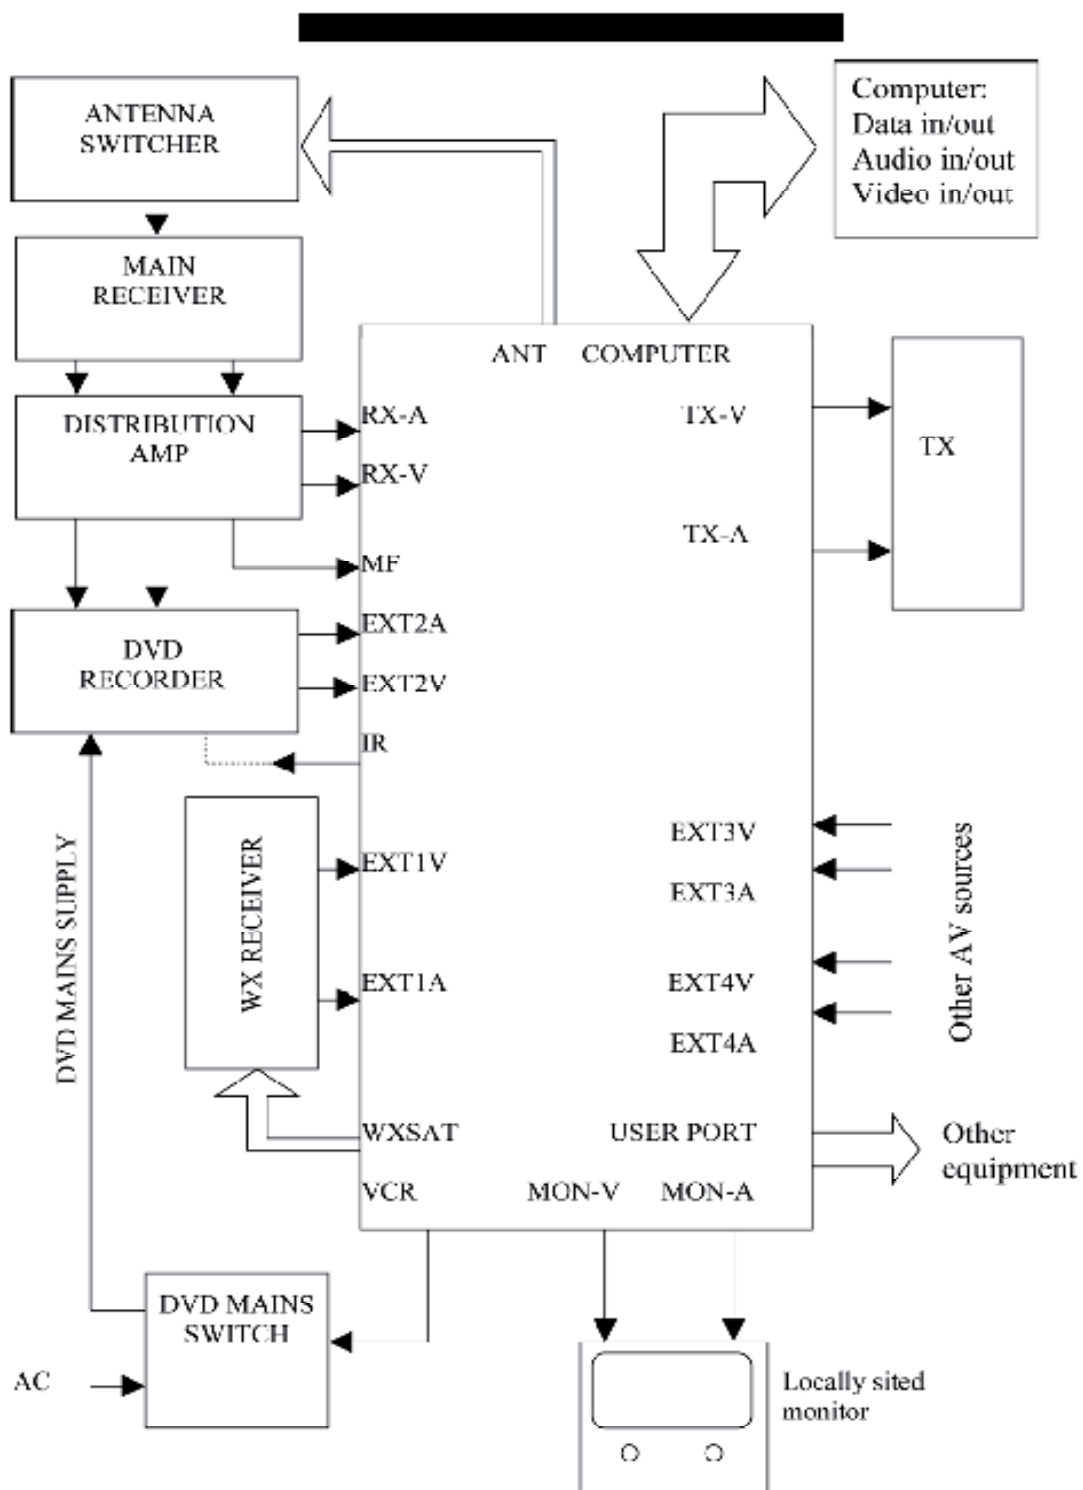 ANTENNA
SWITCHER
Computer:
Data in/out
Audio in/out
Video in/out
MAIN
RECEIVER
ANT COMPUTER
DISTRIBUTION
AMP
RX-A
TX-V
TX
RX-V
TX-A
MF
EXT2A
DVD
RECORDER
EXT2V
IR
DVD MAINS SUPPLY
WX RECEIVER
EXT1V
EXT1A
EXT3V
EXT3A
EXT4V
EXT4A
Other AV sources
WXSAT
USER PORT
Other
equipment
VCR
MON-V MON-A
DVD MAINS
SWITCH
AC
Locally sited
monitor